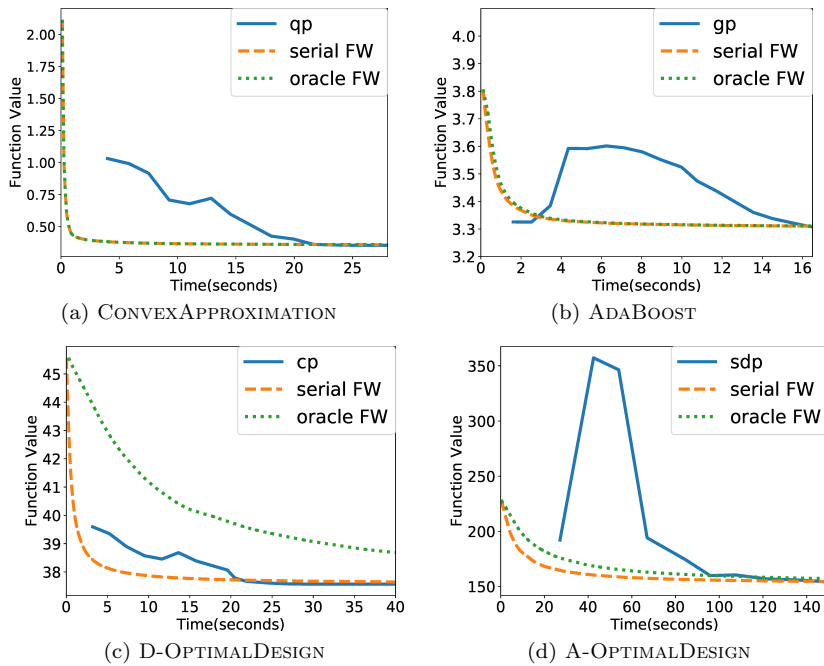 2.00
1.75
1.50
1.25
1.00
0.75
0.50
Function Value
0 5 10 15 20 25
Time(seconds)
qp
serial FW
oracle FW
(a) CONVEXAPPROXIMATION
4.0
3.9
3.8
3.7
3.6
3.5
3.4
3.3
3.2
Function Value
0 2 4 6 8 10 12 14 16
Time(seconds)
gp
serial FW
oracle FW
(b) ADABOOST
45
44
43
42
41
40
39
38
Function Value
0 5 10 15 20 25 30 35 40
Time(seconds)
cp
serial FW
oracle FW
(c) D-OPTIMALDESIGN
350
300
250
200
150
Function Value
0 20 40 60 80 100 120 140
Time(seconds)
sdp
serial FW
oracle FW
(d) A-OPTIMALDESIGN